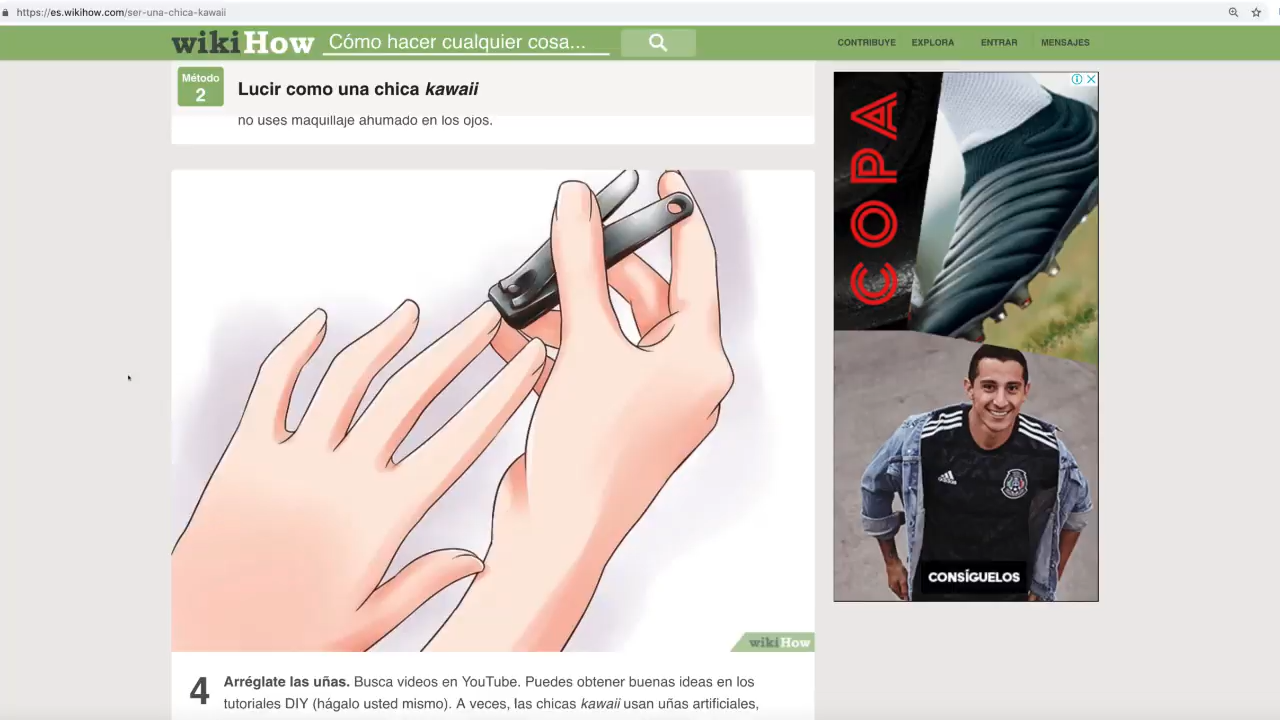 https://es.wikihow.com/ser-una-chica-kawaii
wikiHow
Cómo hacer cualquier cosa...
CONTRIBUYE
EXPLORA
ENTRAR
MENSAJES
Método
2
Lucir como una chica kawaii
no uses maquillaje ahumado en los ojos.
COPA
adidas
CONSÍGUELOS
wikiHow
4
Arréglate las uñas. Busca videos en YouTube. Puedes obtener buenas ideas en los
tutoriales DIY (hágalo usted mismo). A veces, las chicas kawaii usan uñas artificiales,